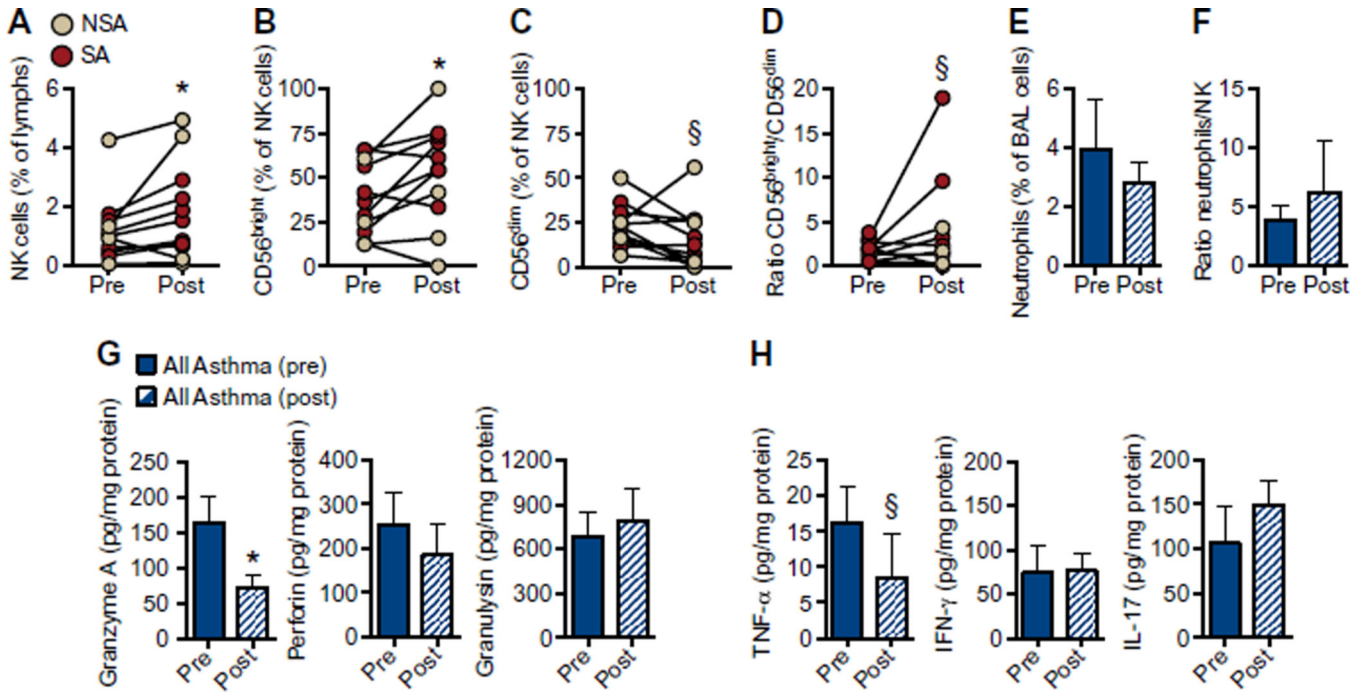 A
NSA
SA
NK cells (% of lymphs)
6
4
2
0
*
Pre
Post
B
CD56bright (% of NK cells)
100
75
50
25
0
*
Pre
Post
C
CD56dim (% of NK cells)
100
75
50
25
0
§
Pre
Post
D
Ratio CD56bright/CD56dim
20
15
10
5
0
§
Pre
Post
E
Neutrophils (% of BAL cells)
6
4
2
0
Pre
Post
F
Ratio neutrophils/NK
15
10
5
0
Pre
Post
G
All Asthma (pre)
All Asthma (post)
Granzyme A (pg/mg protein)
250
200
150
100
50
0
*
Pre
Post
Perforin (pg/mg protein)
400
300
200
100
0
Pre
Post
Granulysin (pg/mg protein)
1200
900
600
300
0
Pre
Post
H
TNF-α (pg/mg protein)
25
20
15
10
5
0
§
Pre
Post
IFN-γ (pg/mg protein)
200
150
100
50
0
Pre
Post
IL-17 (pg/mg protein)
200
150
100
50
0
Pre
Post